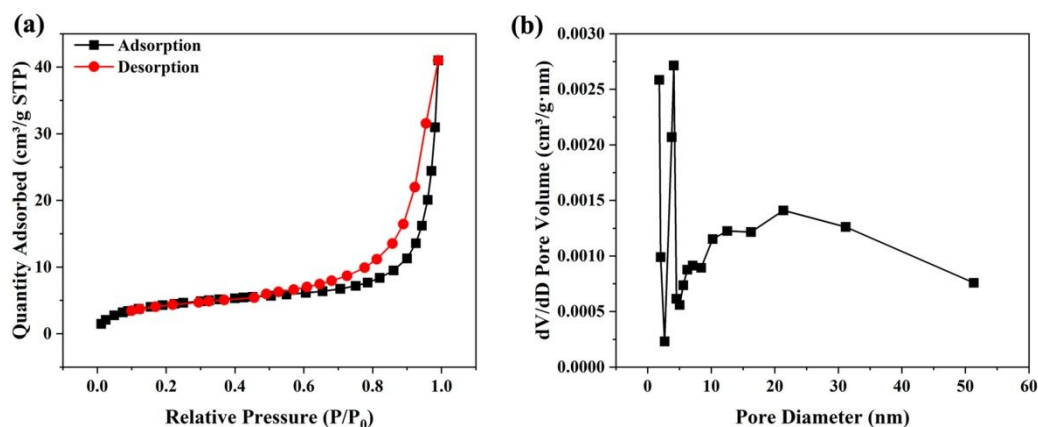 (a)
Adsorption
Desorption
Quantity Adsorbed (cm³/g STP)
40
30
20
10
0
0.0 0.2 0.4 0.6 0.8 1.0
Relative Pressure (P/P₀)
(b)
dV/dD Pore Volume (cm³/g·nm)
0.0030
0.0025
0.0020
0.0015
0.0010
0.0005
0.0000
0 10 20 30 40 50 60
Pore Diameter (nm)